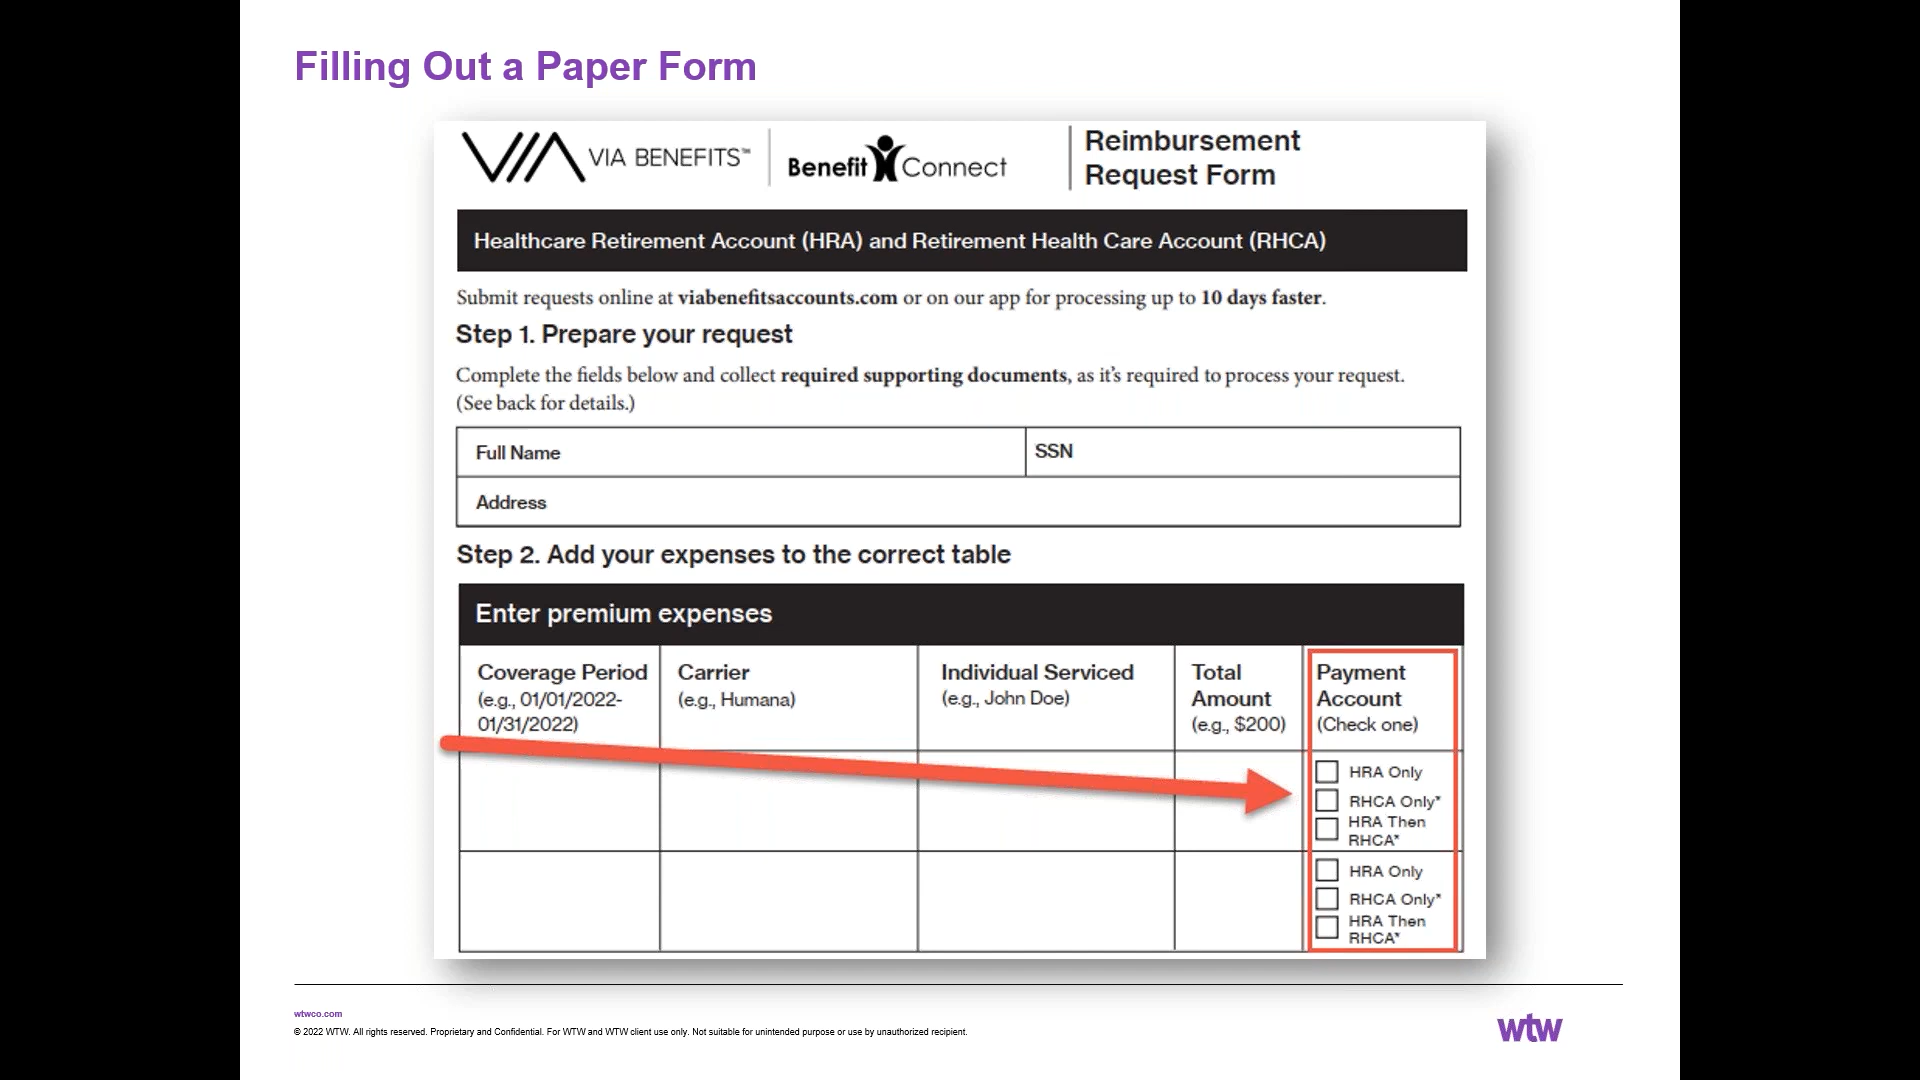 Filling Out a Paper Form
VIA VIA BENEFITS™
Benefit Connect
Reimbursement
Request Form
Healthcare Retirement Account (HRA) and Retirement Health Care Account (RHCA)
Submit requests online at viabenefitsaccounts.com or on our app for processing up to 10 days faster.
Step 1. Prepare your request
Complete the fields below and collect required supporting documents, as it's required to process your request.
(See back for details.)
Full Name
SSN
Address
Step 2. Add your expenses to the correct table
Enter premium expenses
Coverage Period
(e.g., 01/01/2022-
01/31/2022)
Carrier
(e.g., Humana)
Individual Serviced
(e.g., John Doe)
Total
Amount
(e.g., $200)
Payment
Account
(Check one)
HRA Only
RHCA Only*
HRA Then
RHCA*
HRA Only
RHCA Only*
HRA Then
RHCA*
wtwco.com
© 2022 WTW. All rights reserved. Proprietary and Confidential. For WTW and WTW client use only. Not suitable for unintended purpose or use by unauthorized recipient.
wtw